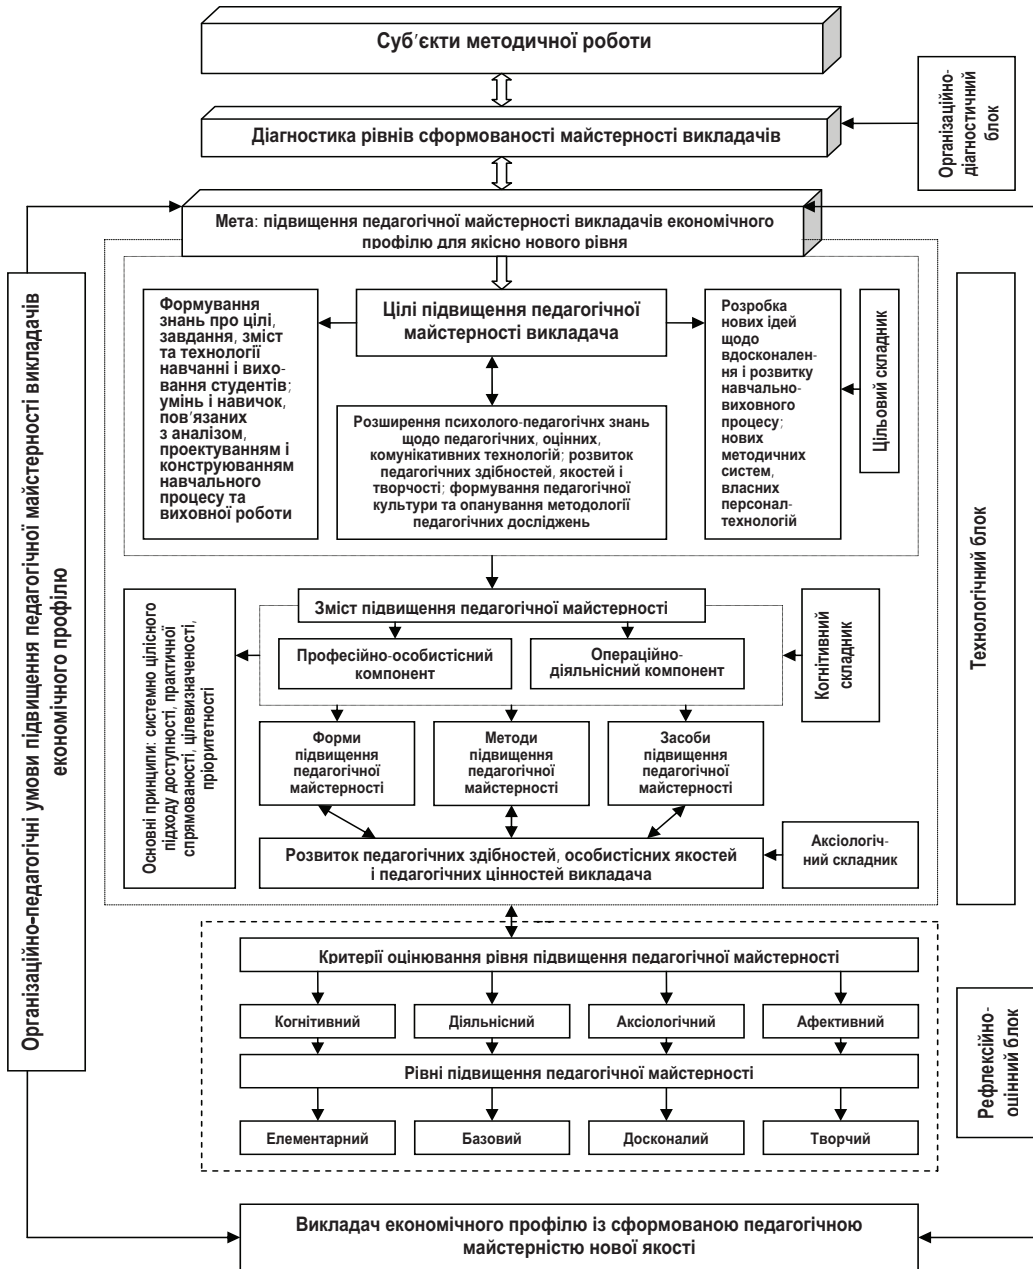 Суб'єкти методичної роботи
Діагностика рівнів сформованості майстерності викладачів
Організаційно-
діагностичний
блок
Мета: підвищення педагогічної майстерності викладачів економічного
профілю для якісно нового рівня
Організаційно-педагогічні умови підвищення педагогічної майстерності викладачів
економічного профілю
Формування
знань про цілі,
завдання, зміст
та технології
навчанні і вихо-
вання студентів;
умінь і навичок,
пов'язаних
з аналізом,
проектуванням і
конструюванням
навчального
процесу та
виховної роботи
Цілі підвищення педагогічної
майстерності викладача
Розширення психолого-педагогічнх знань
щодо педагогічних, оцінних,
комунікативних технологій; розвиток
педагогічних здібностей, якостей і
творчості; формування педагогічної
культури та опанування методології
педагогічних досліджень
Розробка
нових ідей
щодо
вдосконален-
ня і розвитку
навчально-
виховного
процесу;
нових
методичних
систем,
власних
персонал-
технологій
Цільовий складник
Технологічний блок
Основні принципи: системно цілісного
підходу доступності, практичної
спрямованості, цілевизначеності,
пріоритетності
Зміст підвищення педагогічної майстерності
Професійно-особистісний
компонент
Операційно-
діяльнісний компонент
Когнітивний
складник
Форми
підвищення
педагогічної
майстерності
Методи
підвищення
педагогічної
майстерності
Засоби
підвищення
педагогічної
майстерності
Розвиток педагогічних здібностей, особистісних якостей
і педагогічних цінностей викладача
Аксіологіч-
ний складник
Критерії оцінювання рівня підвищення педагогічної майстерності
Когнітивний
Діяльнісний
Аксіологічний
Афективний
Рівні підвищення педагогічної майстерності
Елементарний
Базовий
Досконалий
Творчий
Рефлексійно-
оцінний блок
Викладач економічного профілю із сформованою педагогічною
майстерністю нової якості